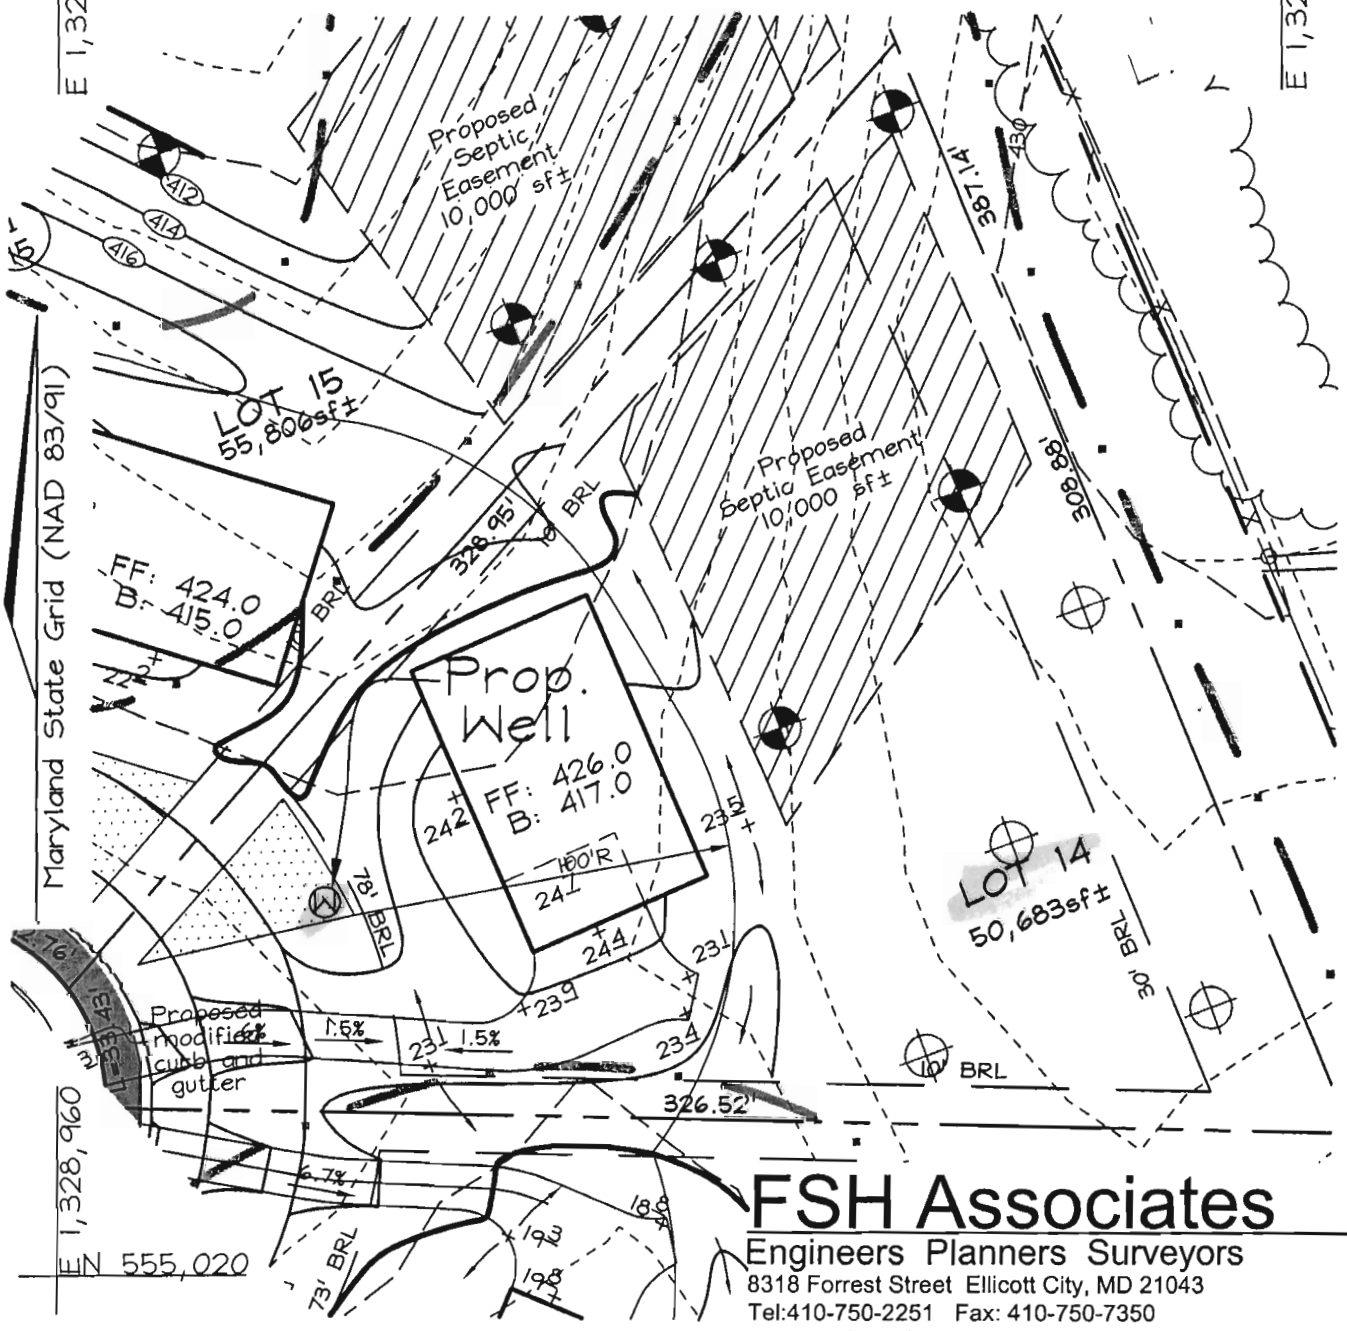 E 1,32
E 1,32
Proposed
Septic
Easement
10,000 sf±
430
387.14'
412
414
416
LOT 15
55,806sf±
Maryland State Grid (NAD 83/91)
Proposed
Septic Easement
10,000 sf±
308.88'
328.95'
10' BRL
FF: 424.0
B: 415.0
BRL
Prop.
Well
FF: 426.0
B: 417.0
242
235
100'R
241
W
78' BRL
244
231
239
234
231
LOT 14
50,683sf±
30' BRL
10' BRL
76'
L=33.43'
Proposed
modified
curb and
gutter
6%
1.5%
1.5%
326.52'
6.7%
188
193
198
73' BRL
E 1,328,960
N 555,020
FSH Associates
Engineers Planners Surveyors
8318 Forrest Street Ellicott City, MD 21043
Tel:410-750-2251 Fax: 410-750-7350